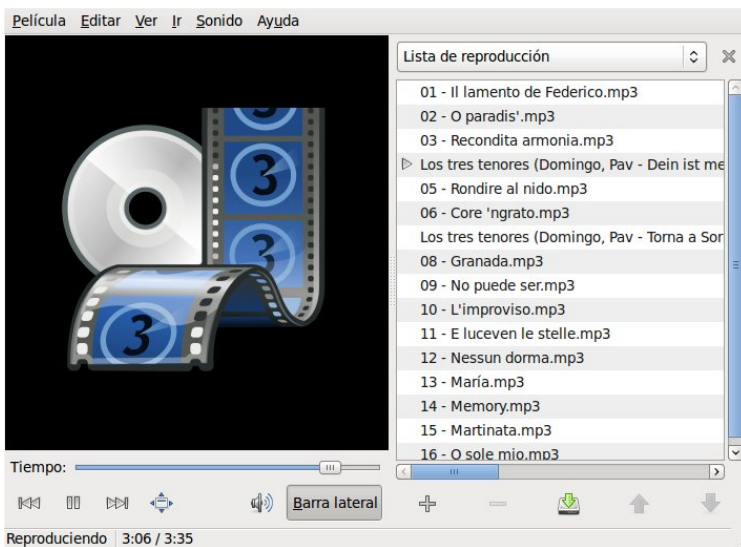 Película Editar Ver Ir Sonido Ayuda
3
3
3
3
Lista de reproducción
01 - Il lamento de Federico.mp3
02 - O paradis'.mp3
03 - Recondita armonia.mp3
Los tres tenores (Domingo, Pav - Dein ist me
05 - Rondire al nido.mp3
06 - Core 'ngrato.mp3
Los tres tenores (Domingo, Pav - Torna a Sor
08 - Granada.mp3
09 - No puede ser.mp3
10 - L'improviso.mp3
11 - E luceven le stelle.mp3
12 - Nessun dorma.mp3
13 - María.mp3
14 - Memory.mp3
15 - Martinata.mp3
16 - O sole mio.mp3
Tiempo:
Barra lateral
Reproduciendo 3:06 / 3:35